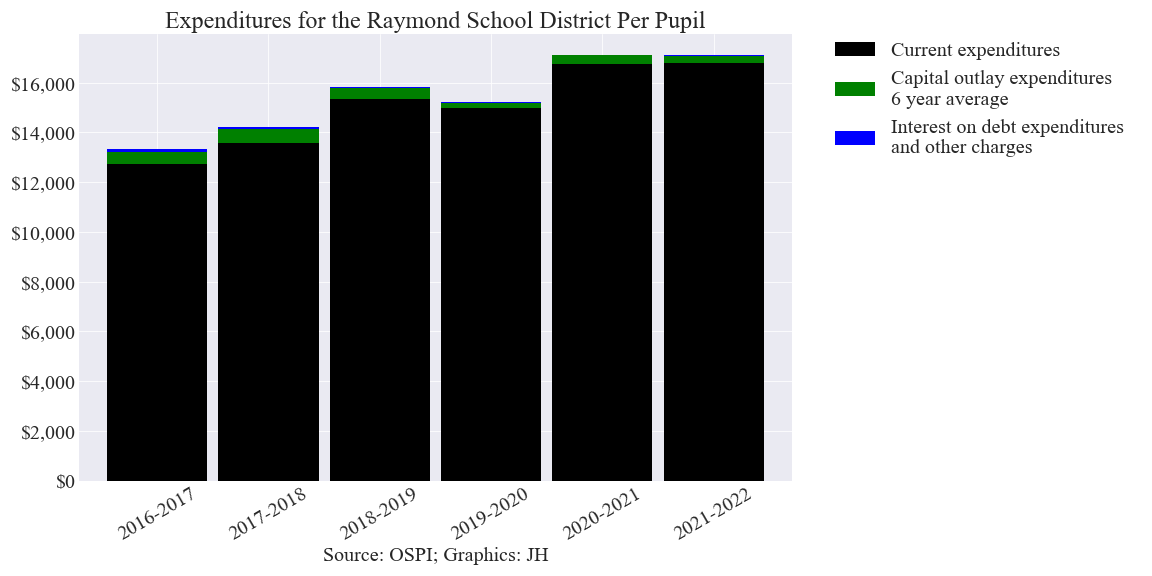 Expenditures for the Raymond School District Per Pupil
$16,000
$14,000
$12,000
$10,000
$8,000
$6,000
$4,000
$2,000
$0
2016-2017
2017-2018
2018-2019
2019-2020
2020-2021
2021-2022
Source: OSPI; Graphics: JH
Current expenditures
Capital outlay expenditures
6 year average
Interest on debt expenditures
and other charges